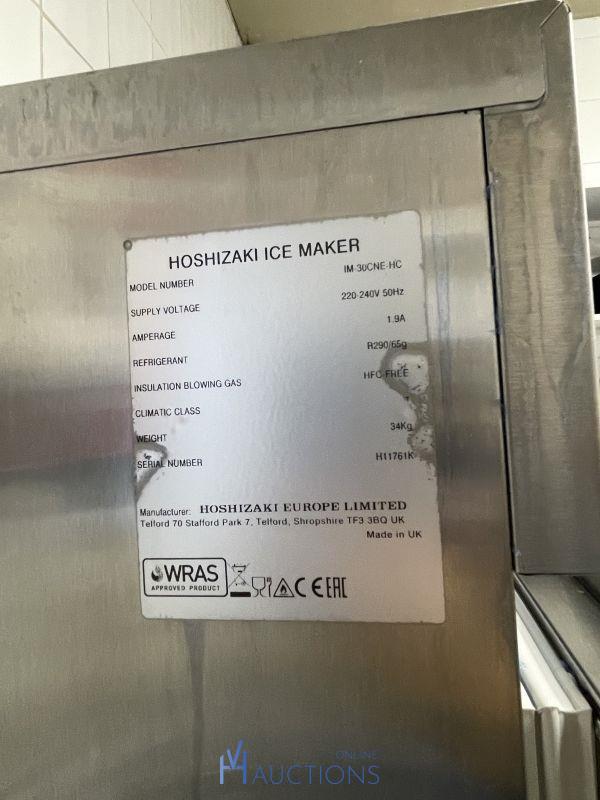 HOSHIZAKI ICE MAKER
MODEL NUMBER IM-30CNE-HC
SUPPLY VOLTAGE 220-240V 50Hz
AMPERAGE 1.9A
REFRIGERANT R290/65g
INSULATION BLOWING GAS HFC-FREE
CLIMATIC CLASS
WEIGHT 34Kg
SERIAL NUMBER H11761K
Manufacturer: HOSHIZAKI EUROPE LIMITED
Telford 70 Stafford Park 7, Telford, Shropshire TF3 3BQ UK
Made in UK
WRAS
APPROVED PRODUCT
CE EAC
ONLINE
AUCTIONS